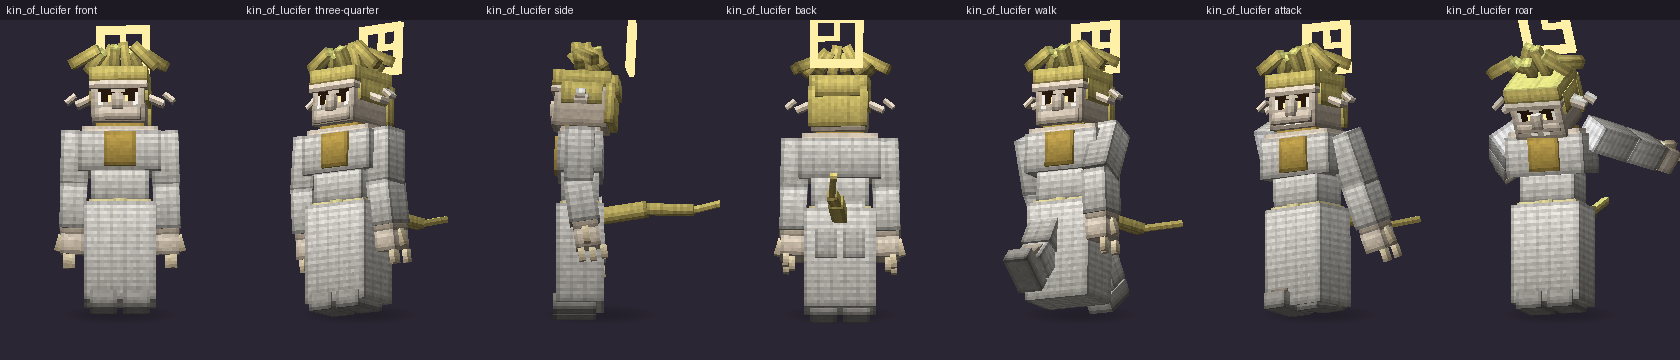 kin_of_lucifer front
kin_of_lucifer three-quarter
kin_of_lucifer side
kin_of_lucifer back
kin_of_lucifer walk
kin_of_lucifer attack
kin_of_lucifer roar